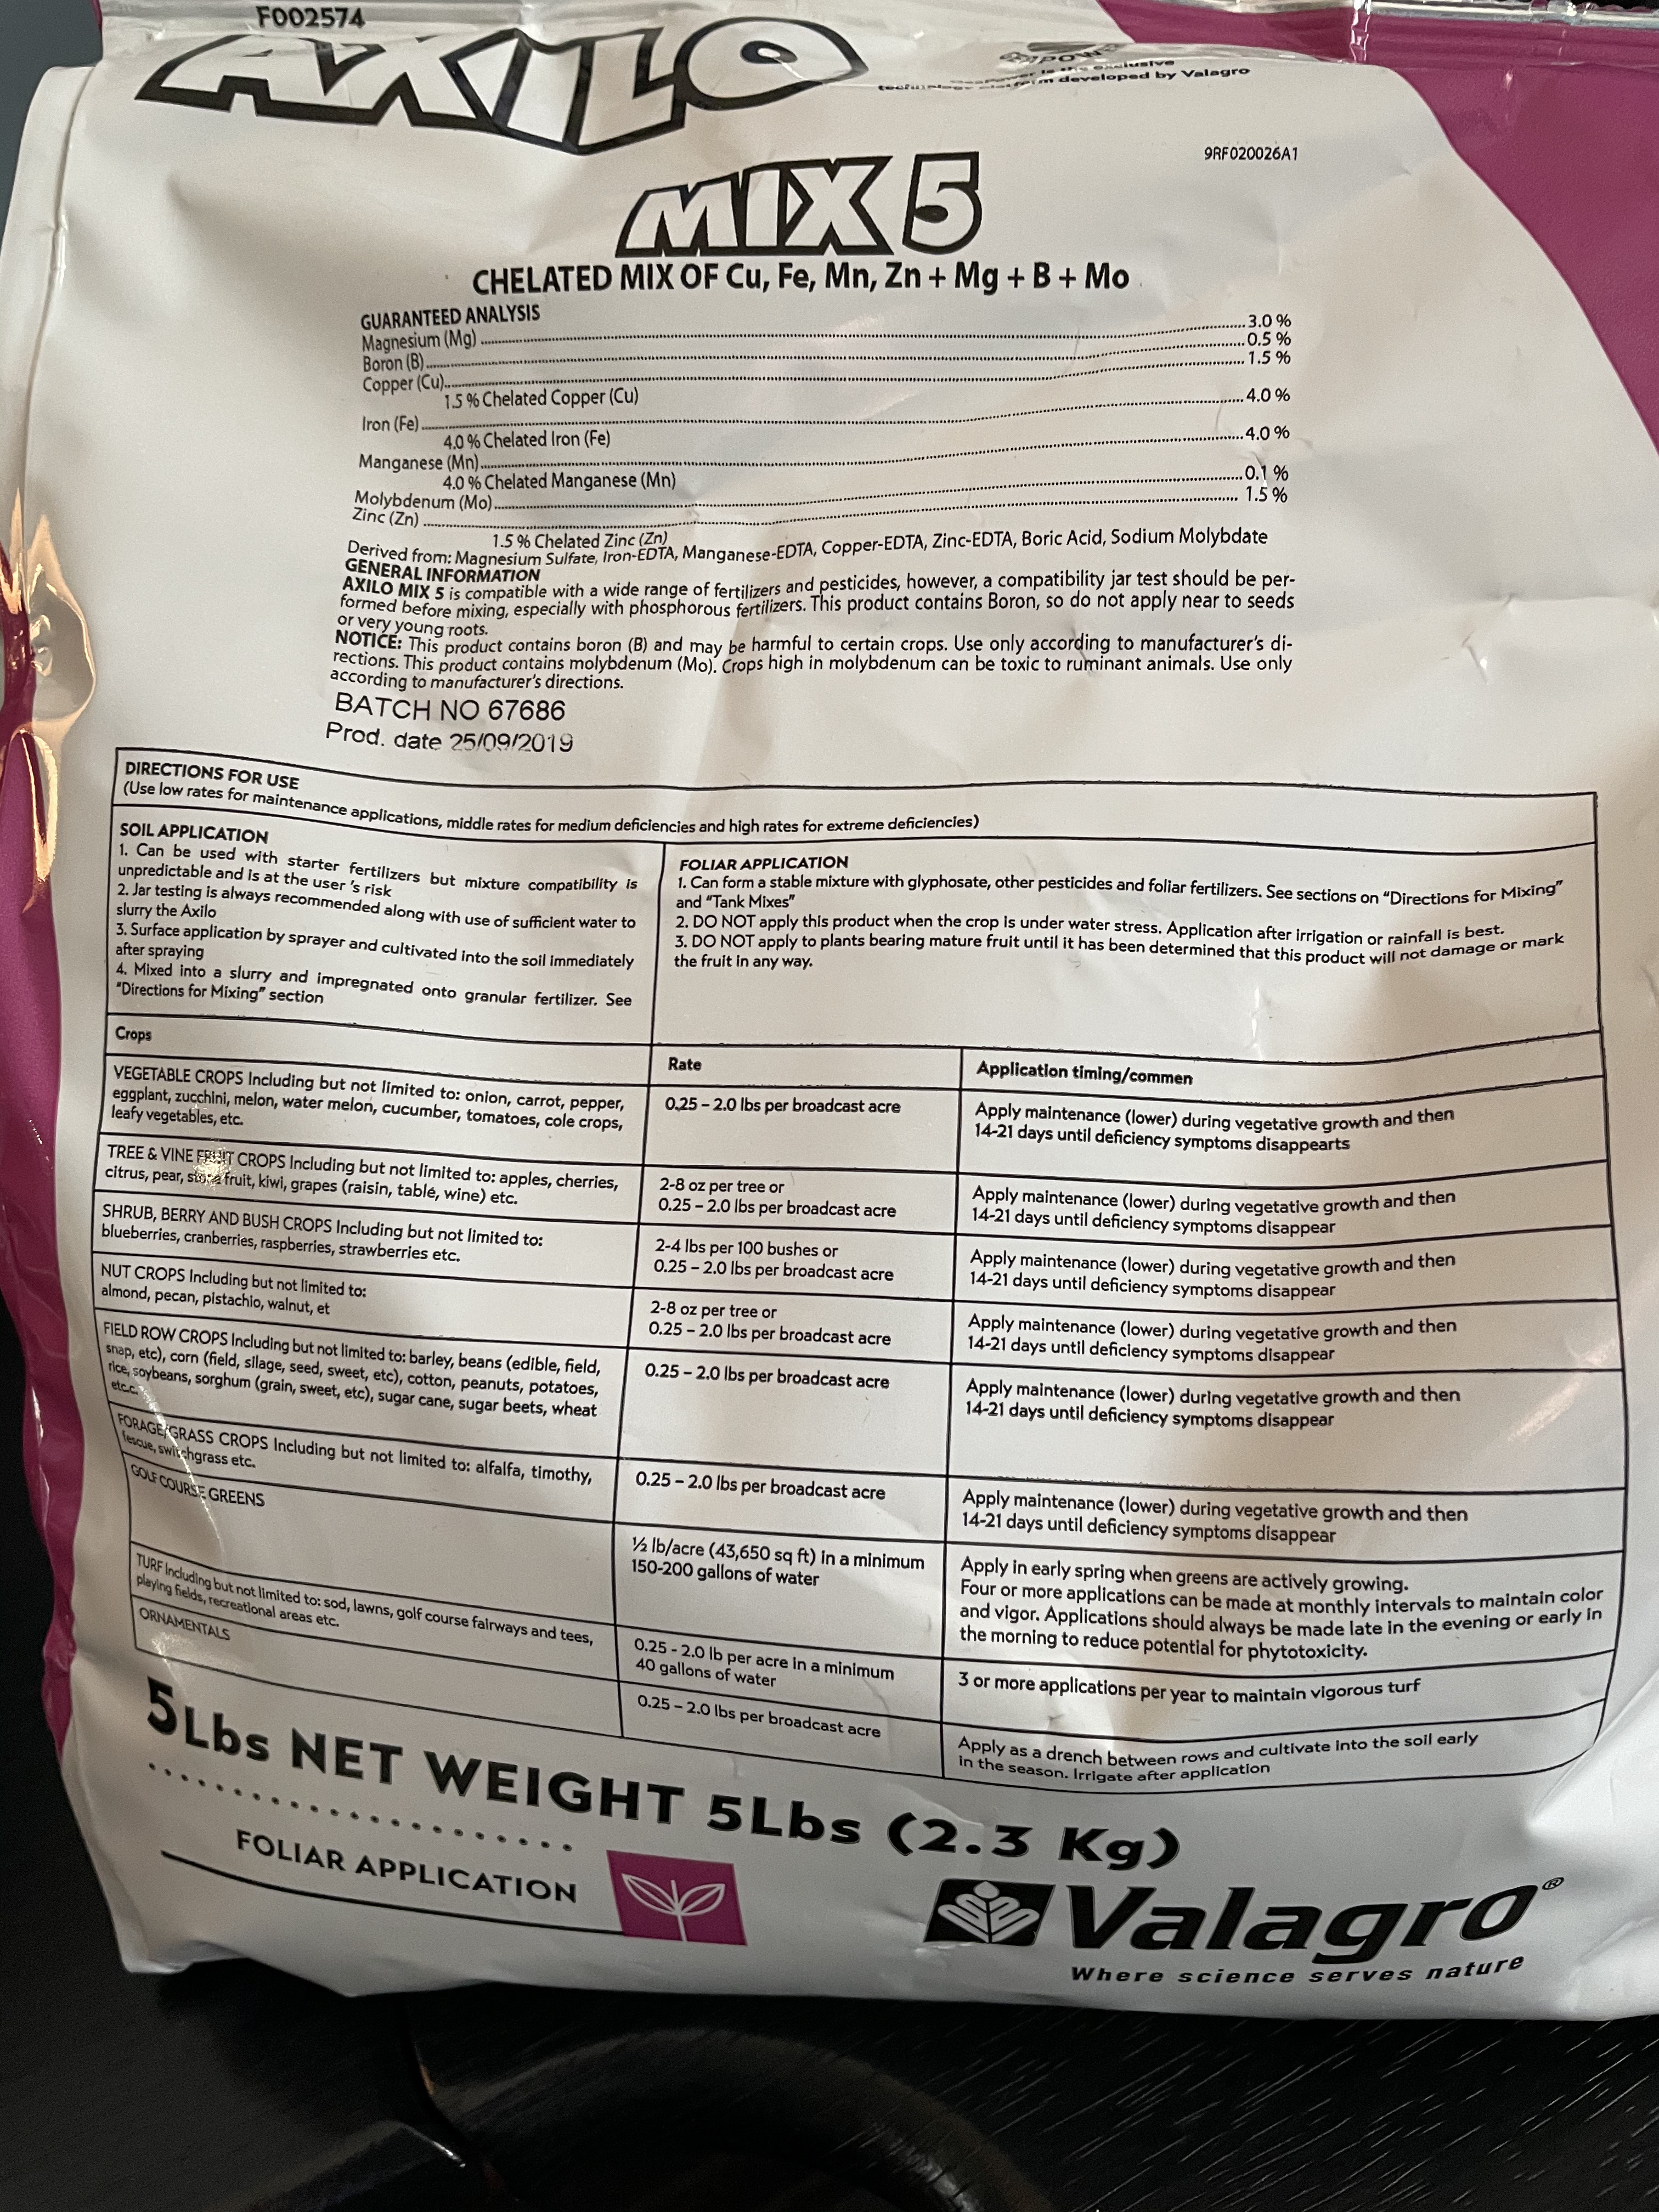 F002574
AXILO
is the exclusive
developed by Valagro
9RF020026A1
MIX 5
CHELATED MIX OF Cu, Fe, Mn, Zn + Mg + B + Mo
GUARANTEED ANALYSIS
Magnesium (Mg) 3.0 %
Boron (B) 0.5 %
Copper (Cu) 1.5 %
1.5 % Chelated Copper (Cu)
Iron (Fe) 4.0 %
4.0 % Chelated Iron (Fe)
Manganese (Mn) 4.0 %
4.0 % Chelated Manganese (Mn)
Molybdenum (Mo) 0.1 %
Zinc (Zn) 1.5 %
1.5 % Chelated Zinc (Zn)
Derived from: Magnesium Sulfate, Iron-EDTA, Manganese-EDTA, Copper-EDTA, Zinc-EDTA, Boric Acid, Sodium Molybdate
GENERAL INFORMATION
AXILO MIX 5 is compatible with a wide range of fertilizers and pesticides, however, a compatibility jar test should be per-
formed before mixing, especially with phosphorous fertilizers. This product contains Boron, so do not apply near to seeds
or very young roots.
NOTICE: This product contains boron (B) and may be harmful to certain crops. Use only according to manufacturer's di-
rections. This product contains molybdenum (Mo). Crops high in molybdenum can be toxic to ruminant animals. Use only
according to manufacturer's directions.
BATCH NO 67686
Prod. date 25/09/2019
DIRECTIONS FOR USE
(Use low rates for maintenance applications, middle rates for medium deficiencies and high rates for extreme deficiencies)
SOIL APPLICATION
1. Can be used with starter fertilizers but mixture compatibility is
unpredictable and is at the user 's risk
2. Jar testing is always recommended along with use of sufficient water to
slurry the Axilo
3. Surface application by sprayer and cultivated into the soil immediately
after spraying
4. Mixed into a slurry and impregnated onto granular fertilizer. See
"Directions for Mixing" section
FOLIAR APPLICATION
1. Can form a stable mixture with glyphosate, other pesticides and foliar fertilizers. See sections on "Directions for Mixing"
and "Tank Mixes"
2. DO NOT apply this product when the crop is under water stress. Application after irrigation or rainfall is best.
3. DO NOT apply to plants bearing mature fruit until it has been determined that this product will not damage or mark
the fruit in any way.
Crops
Rate
Application timing/commen
VEGETABLE CROPS Including but not limited to: onion, carrot, pepper,
eggplant, zucchini, melon, water melon, cucumber, tomatoes, cole crops,
leafy vegetables, etc.
0.25 – 2.0 lbs per broadcast acre
Apply maintenance (lower) during vegetative growth and then
14-21 days until deficiency symptoms disappearts
TREE & VINE FRUIT CROPS Including but not limited to: apples, cherries,
citrus, pear, stone fruit, kiwi, grapes (raisin, table, wine) etc.
2-8 oz per tree or
0.25 – 2.0 lbs per broadcast acre
Apply maintenance (lower) during vegetative growth and then
14-21 days until deficiency symptoms disappear
SHRUB, BERRY AND BUSH CROPS Including but not limited to:
blueberries, cranberries, raspberries, strawberries etc.
2-4 lbs per 100 bushes or
0.25 – 2.0 lbs per broadcast acre
Apply maintenance (lower) during vegetative growth and then
14-21 days until deficiency symptoms disappear
NUT CROPS Including but not limited to:
almond, pecan, pistachio, walnut, et
2-8 oz per tree or
0.25 – 2.0 lbs per broadcast acre
Apply maintenance (lower) during vegetative growth and then
14-21 days until deficiency symptoms disappear
FIELD ROW CROPS Including but not limited to: barley, beans (edible, field,
snap, etc), corn (field, silage, seed, sweet, etc), cotton, peanuts, potatoes,
rice, soybeans, sorghum (grain, sweet, etc), sugar cane, sugar beets, wheat
etc.c.
0.25 – 2.0 lbs per broadcast acre
Apply maintenance (lower) during vegetative growth and then
14-21 days until deficiency symptoms disappear
FORAGE/GRASS CROPS Including but not limited to: alfalfa, timothy,
fescue, switchgrass etc.
0.25 – 2.0 lbs per broadcast acre
Apply maintenance (lower) during vegetative growth and then
14-21 days until deficiency symptoms disappear
GOLF COURSE GREENS
½ lb/acre (43,650 sq ft) in a minimum
150-200 gallons of water
Apply in early spring when greens are actively growing.
Four or more applications can be made at monthly intervals to maintain color
and vigor. Applications should always be made late in the evening or early in
the morning to reduce potential for phytotoxicity.
TURF Including but not limited to: sod, lawns, golf course fairways and tees,
playing fields, recreational areas etc.
0.25 - 2.0 lb per acre in a minimum
40 gallons of water
3 or more applications per year to maintain vigorous turf
ORNAMENTALS
0.25 – 2.0 lbs per broadcast acre
Apply as a drench between rows and cultivate into the soil early
in the season. Irrigate after application
5Lbs NET WEIGHT 5Lbs (2.3 Kg)
FOLIAR APPLICATION
Valagro®
Where science serves nature